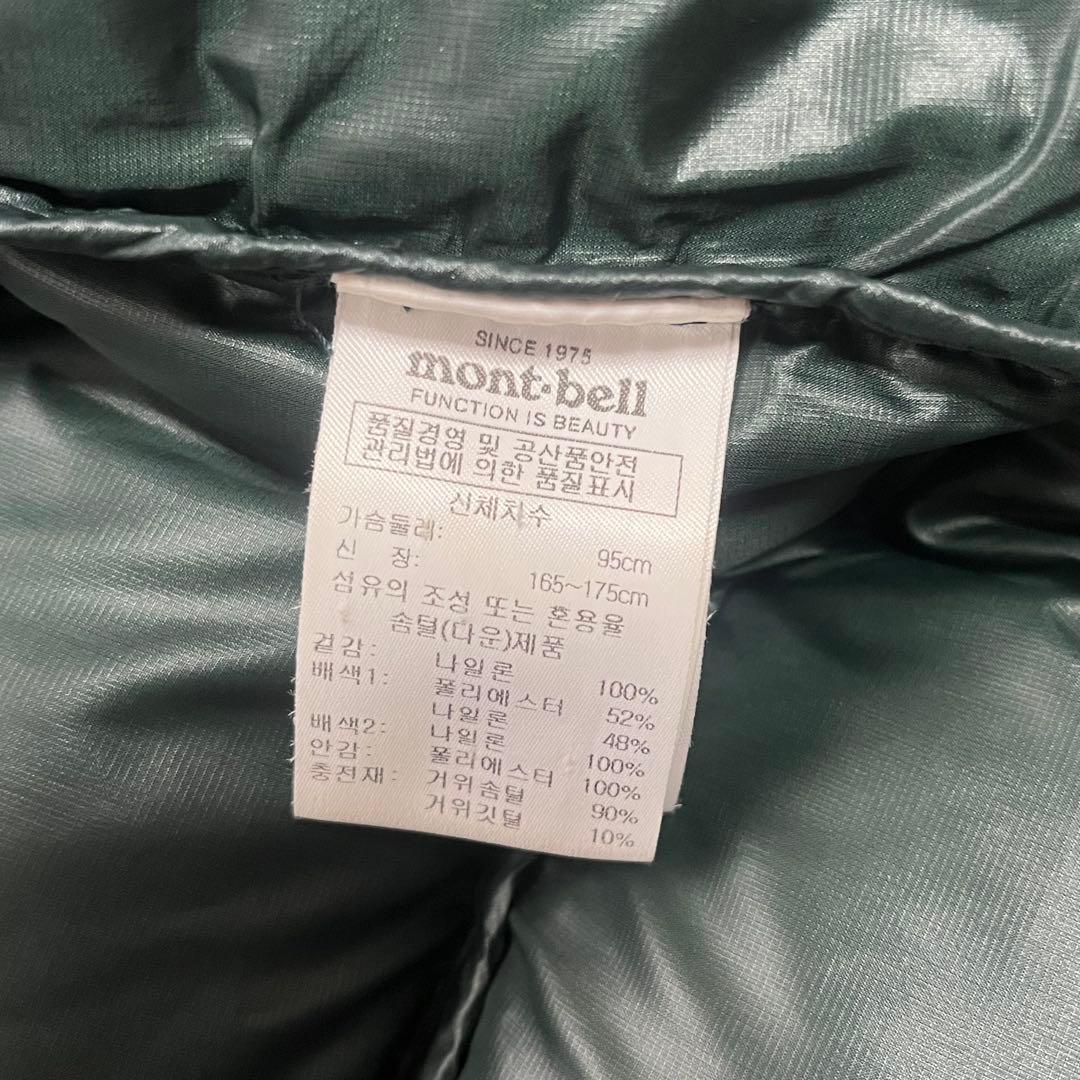 SINCE 1975
mont·bell
FUNCTION IS BEAUTY
품질경영 및 공산품안전
관리법에 의한 품질표시
신체치수
가슴둘레: 95cm
신 장: 165~175cm
섬유의 조성 또는 혼용율
솜털(다운)제품
겉감: 나일론 100%
배색1: 폴리에스터 52%
나일론 48%
배색2: 나일론 100%
안감: 폴리에스터 100%
충전재: 거위솜털 90%
거위깃털 10%